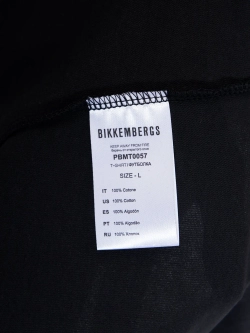 BIKKEMBERGS
KEEP AWAY FROM FIRE
PBMT0057
T-SHIRT/ФУТБОЛКА
SIZE - L
IT 100% Cotone
US 100% Cotton
ES 100% Algodón
PT 100% Algodão
RU 100% Хлопок